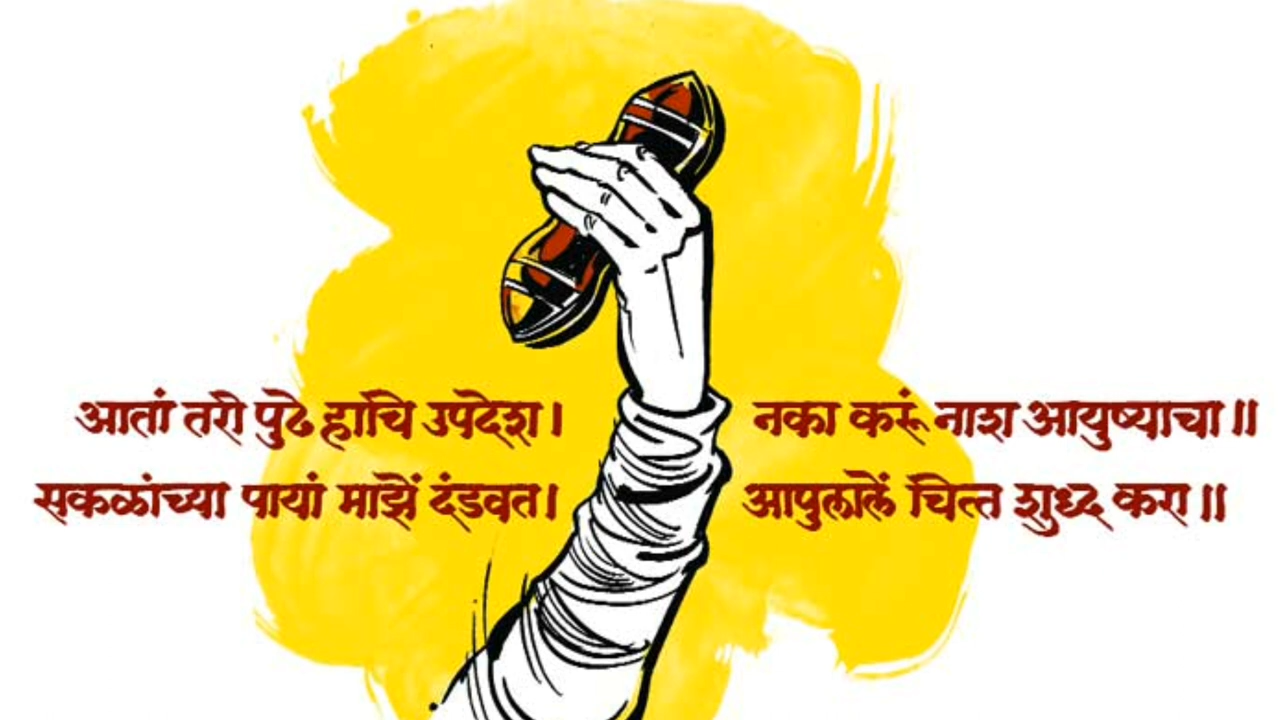 आतां तरी पुढे हाचि उपदेश। नका करूं नाश आयुष्याचा॥
सकळांच्या पायां माझें दंडवत। आपुलालें चित्त शुध्द करा॥